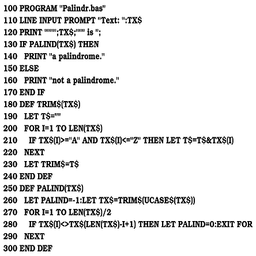 100 PROGRAM "Palindr.bas"
110 LINE INPUT PROMPT "Text: ":TX$
120 PRINT """";TX$;""" is ";
130 IF PALIND(TX$) THEN
140   PRINT "a palindrome."
150 ELSE
160   PRINT "not a palindrome."
170 END IF
180 DEF TRIM$(TX$)
190   LET T$=""
200   FOR I=1 TO LEN(TX$)
210     IF TX$(I)>="A" AND TX$(I)<="Z" THEN LET T$=T$&TX$(I)
220   NEXT
230   LET TRIM$=T$
240 END DEF
250 DEF PALIND(TX$)
260   LET PALIND=-1:LET TX$=TRIM$(UCASE$(TX$))
270   FOR I=1 TO LEN(TX$)/2
280     IF TX$(I)<>TX$(LEN(TX$)-I+1) THEN LET PALIND=0:EXIT FOR
290   NEXT
300 END DEF